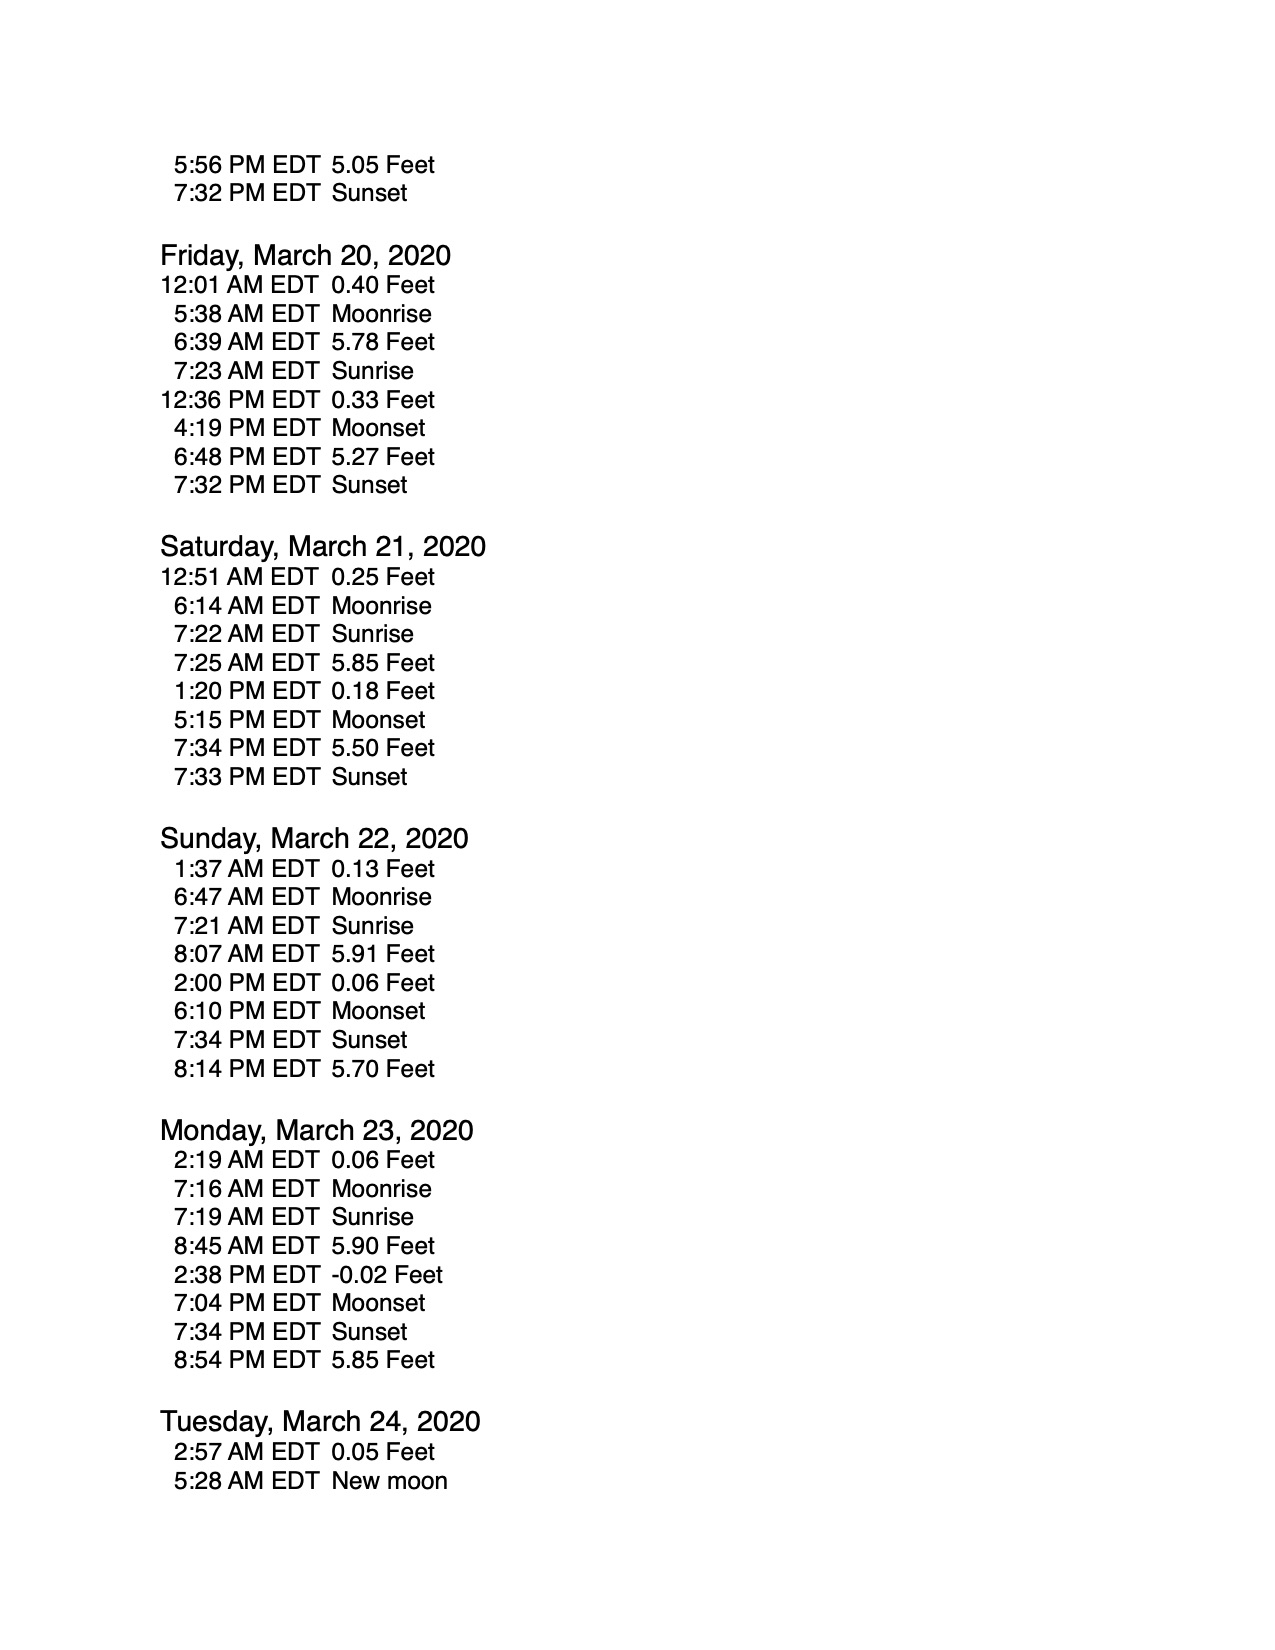 5:56 PM EDT 5.05 Feet
7:32 PM EDT Sunset
Friday, March 20, 2020
12:01 AM EDT 0.40 Feet
5:38 AM EDT Moonrise
6:39 AM EDT 5.78 Feet
7:23 AM EDT Sunrise
12:36 PM EDT 0.33 Feet
4:19 PM EDT Moonset
6:48 PM EDT 5.27 Feet
7:32 PM EDT Sunset
Saturday, March 21, 2020
12:51 AM EDT 0.25 Feet
6:14 AM EDT Moonrise
7:22 AM EDT Sunrise
7:25 AM EDT 5.85 Feet
1:20 PM EDT 0.18 Feet
5:15 PM EDT Moonset
7:34 PM EDT 5.50 Feet
7:33 PM EDT Sunset
Sunday, March 22, 2020
1:37 AM EDT 0.13 Feet
6:47 AM EDT Moonrise
7:21 AM EDT Sunrise
8:07 AM EDT 5.91 Feet
2:00 PM EDT 0.06 Feet
6:10 PM EDT Moonset
7:34 PM EDT Sunset
8:14 PM EDT 5.70 Feet
Monday, March 23, 2020
2:19 AM EDT 0.06 Feet
7:16 AM EDT Moonrise
7:19 AM EDT Sunrise
8:45 AM EDT 5.90 Feet
2:38 PM EDT -0.02 Feet
7:04 PM EDT Moonset
7:34 PM EDT Sunset
8:54 PM EDT 5.85 Feet
Tuesday, March 24, 2020
2:57 AM EDT 0.05 Feet
5:28 AM EDT New moon